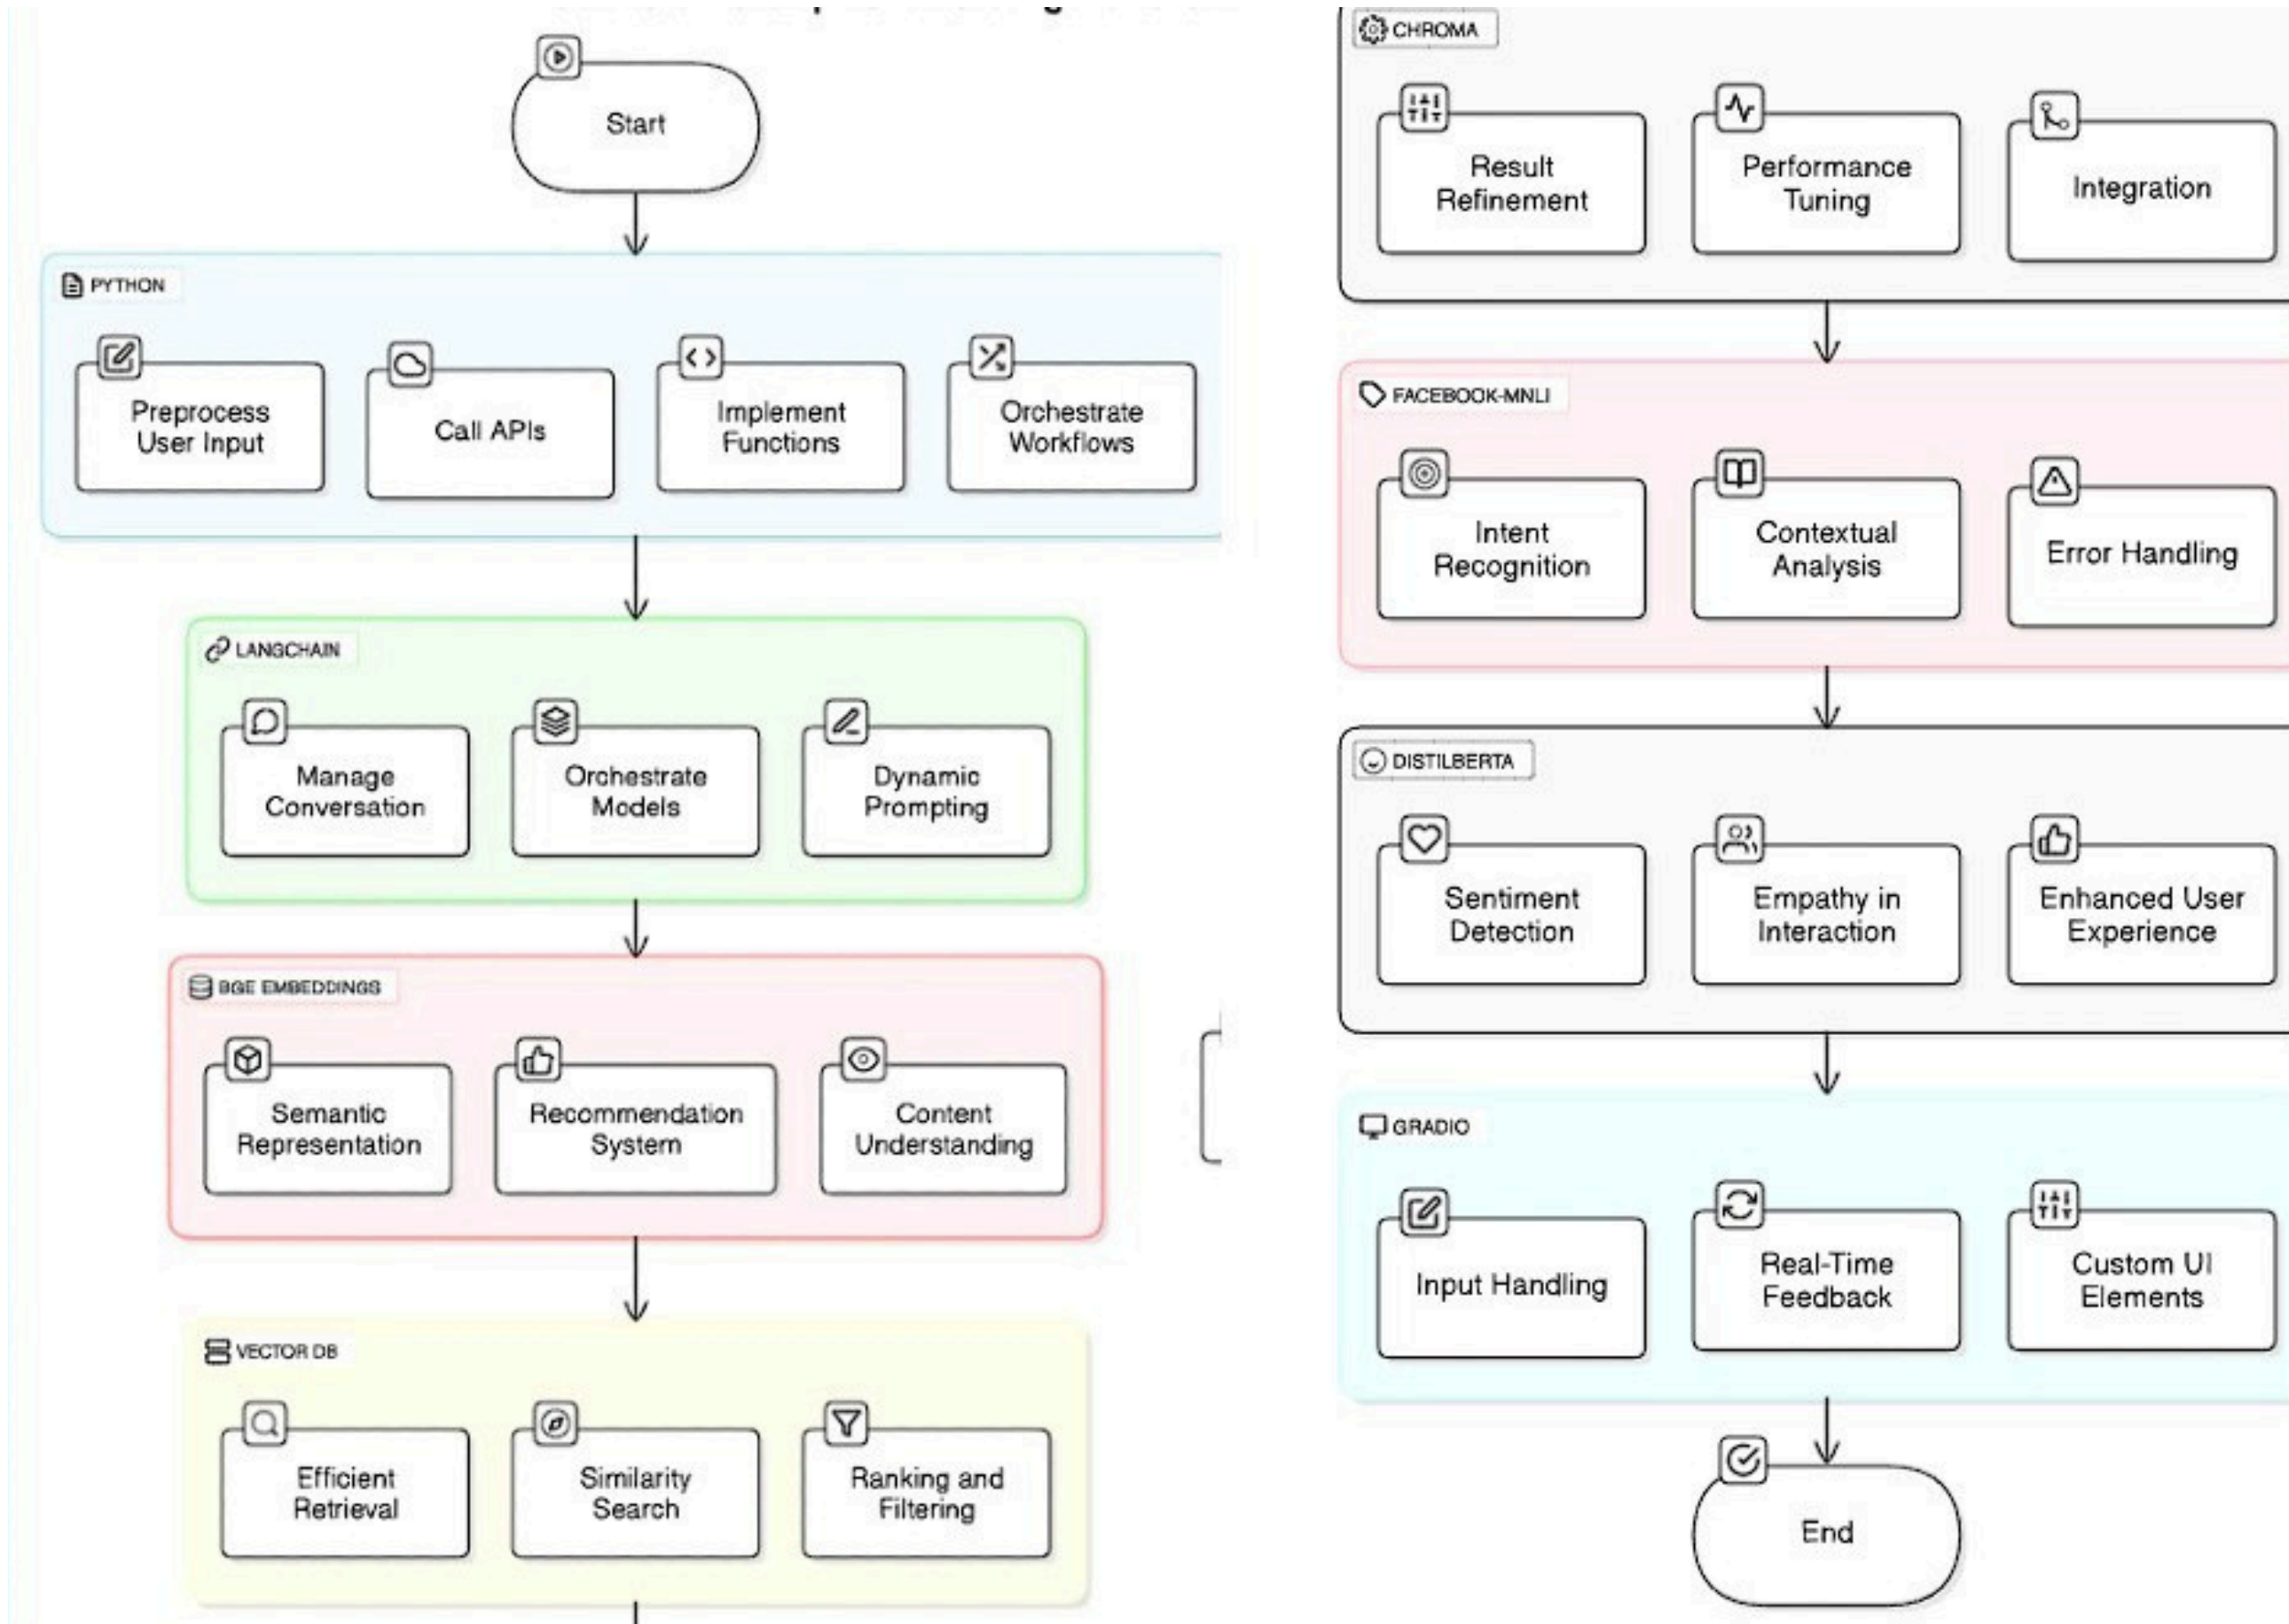 Start
PYTHON
Preprocess
User Input
Call APIs
Implement
Functions
Orchestrate
Workflows
LANGCHAIN
Manage
Conversation
Orchestrate
Models
Dynamic
Prompting
BGE EMBEDDINGS
Semantic
Representation
Recommendation
System
Content
Understanding
VECTOR DB
Efficient
Retrieval
Similarity
Search
Ranking and
Filtering
CHROMA
Result
Refinement
Performance
Tuning
Integration
FACEBOOK-MNLI
Intent
Recognition
Contextual
Analysis
Error Handling
DISTILBERTA
Sentiment
Detection
Empathy in
Interaction
Enhanced User
Experience
GRADIO
Input Handling
Real-Time
Feedback
Custom UI
Elements
End